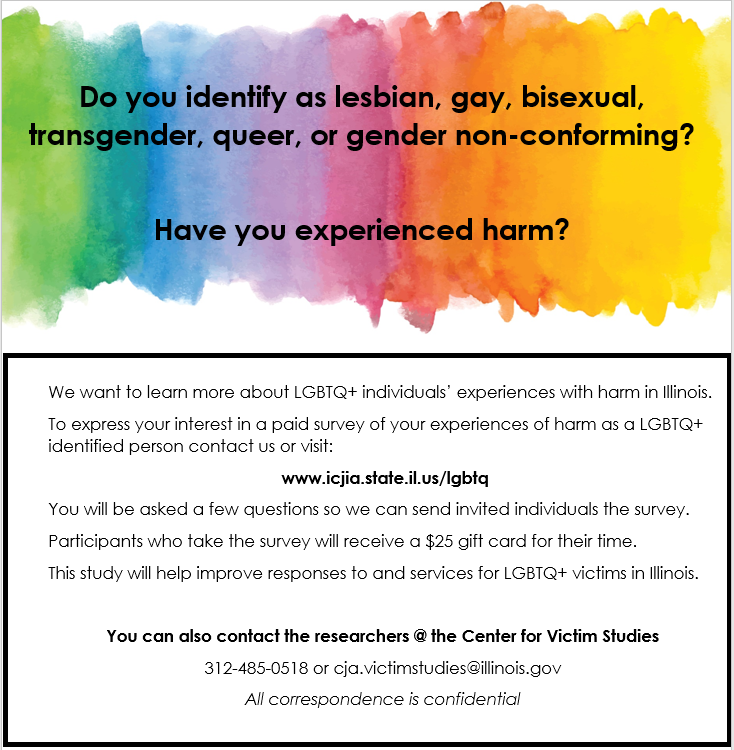 Do you identify as lesbian, gay, bisexual,
transgender, queer, or gender non-conforming?
Have you experienced harm?
We want to learn more about LGBTQ+ individuals’ experiences with harm in Illinois.
To express your interest in a paid survey of your experiences of harm as a LGBTQ+
identified person contact us or visit:
www.icjia.state.il.us/lgbtq
You will be asked a few questions so we can send invited individuals the survey.
Participants who take the survey will receive a $25 gift card for their time.
This study will help improve responses to and services for LGBTQ+ victims in Illinois.
You can also contact the researchers @ the Center for Victim Studies
312-485-0518 or cja.victimstudies@illinois.gov
All correspondence is confidential